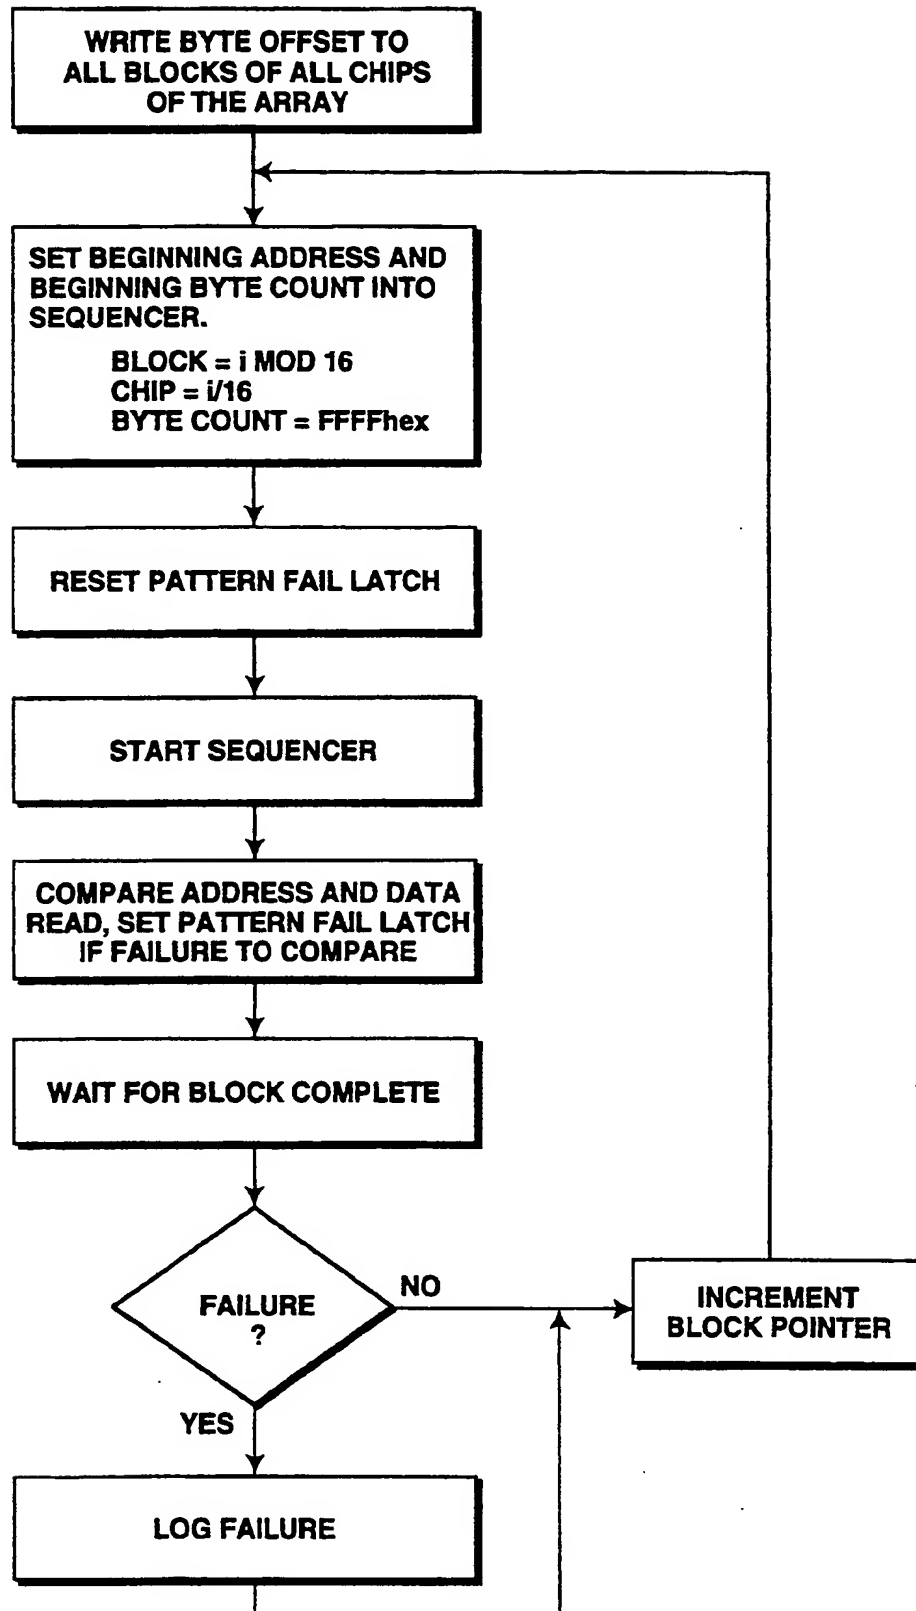 WRITE BYTE OFFSET TO
ALL BLOCKS OF ALL CHIPS
OF THE ARRAY
SET BEGINNING ADDRESS AND
BEGINNING BYTE COUNT INTO
SEQUENCER.
BLOCK = i MOD 16
CHIP = i/16
BYTE COUNT = FFFFhex
RESET PATTERN FAIL LATCH
START SEQUENCER
COMPARE ADDRESS AND DATA
READ, SET PATTERN FAIL LATCH
IF FAILURE TO COMPARE
WAIT FOR BLOCK COMPLETE
FAILURE
?
NO
INCREMENT
BLOCK POINTER
YES
LOG FAILURE